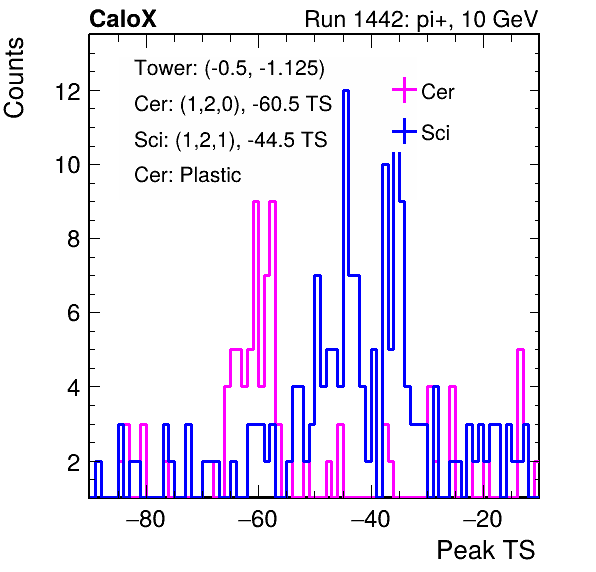 CaloX Run 1442: pi+, 10 GeV
Counts
Tower: (-0.5, -1.125)
Cer: (1,2,0), -60.5 TS
Sci: (1,2,1), -44.5 TS
Cer: Plastic
Cer
Sci
12
10
8
6
4
2
−80 −60 −40 −20
Peak TS